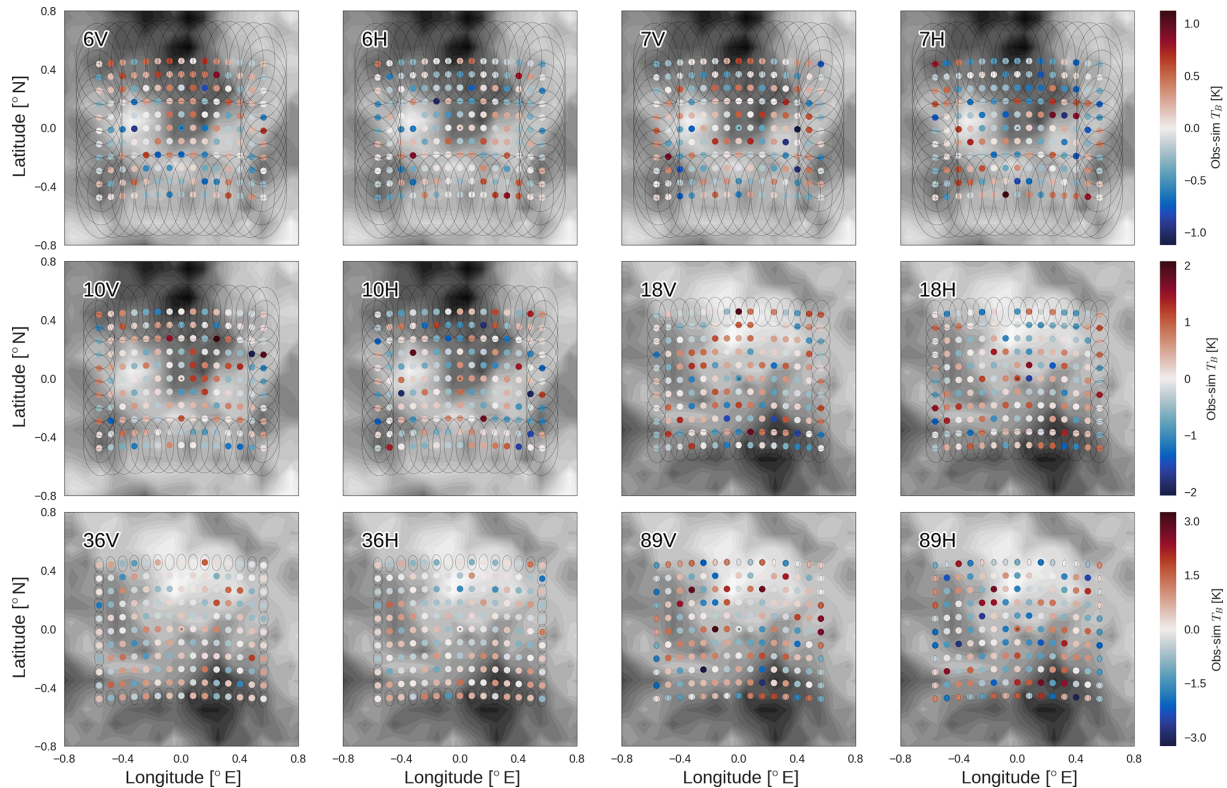 0.8
0.4
0.0
−0.4
−0.8
Latitude [° N]
6V
6H
7V
7H
1.0
0.5
0.0
−0.5
−1.0
Obs-sim T_B [K]
0.8
0.4
0.0
−0.4
−0.8
Latitude [° N]
10V
10H
18V
18H
2
1
0
−1
−2
Obs-sim T_B [K]
0.8
0.4
0.0
−0.4
−0.8
Latitude [° N]
36V
36H
89V
89H
3.0
1.5
0.0
−1.5
−3.0
Obs-sim T_B [K]
−0.8 −0.4 0.0 0.4 0.8
−0.8 −0.4 0.0 0.4 0.8
−0.8 −0.4 0.0 0.4 0.8
−0.8 −0.4 0.0 0.4 0.8
Longitude [° E]
Longitude [° E]
Longitude [° E]
Longitude [° E]